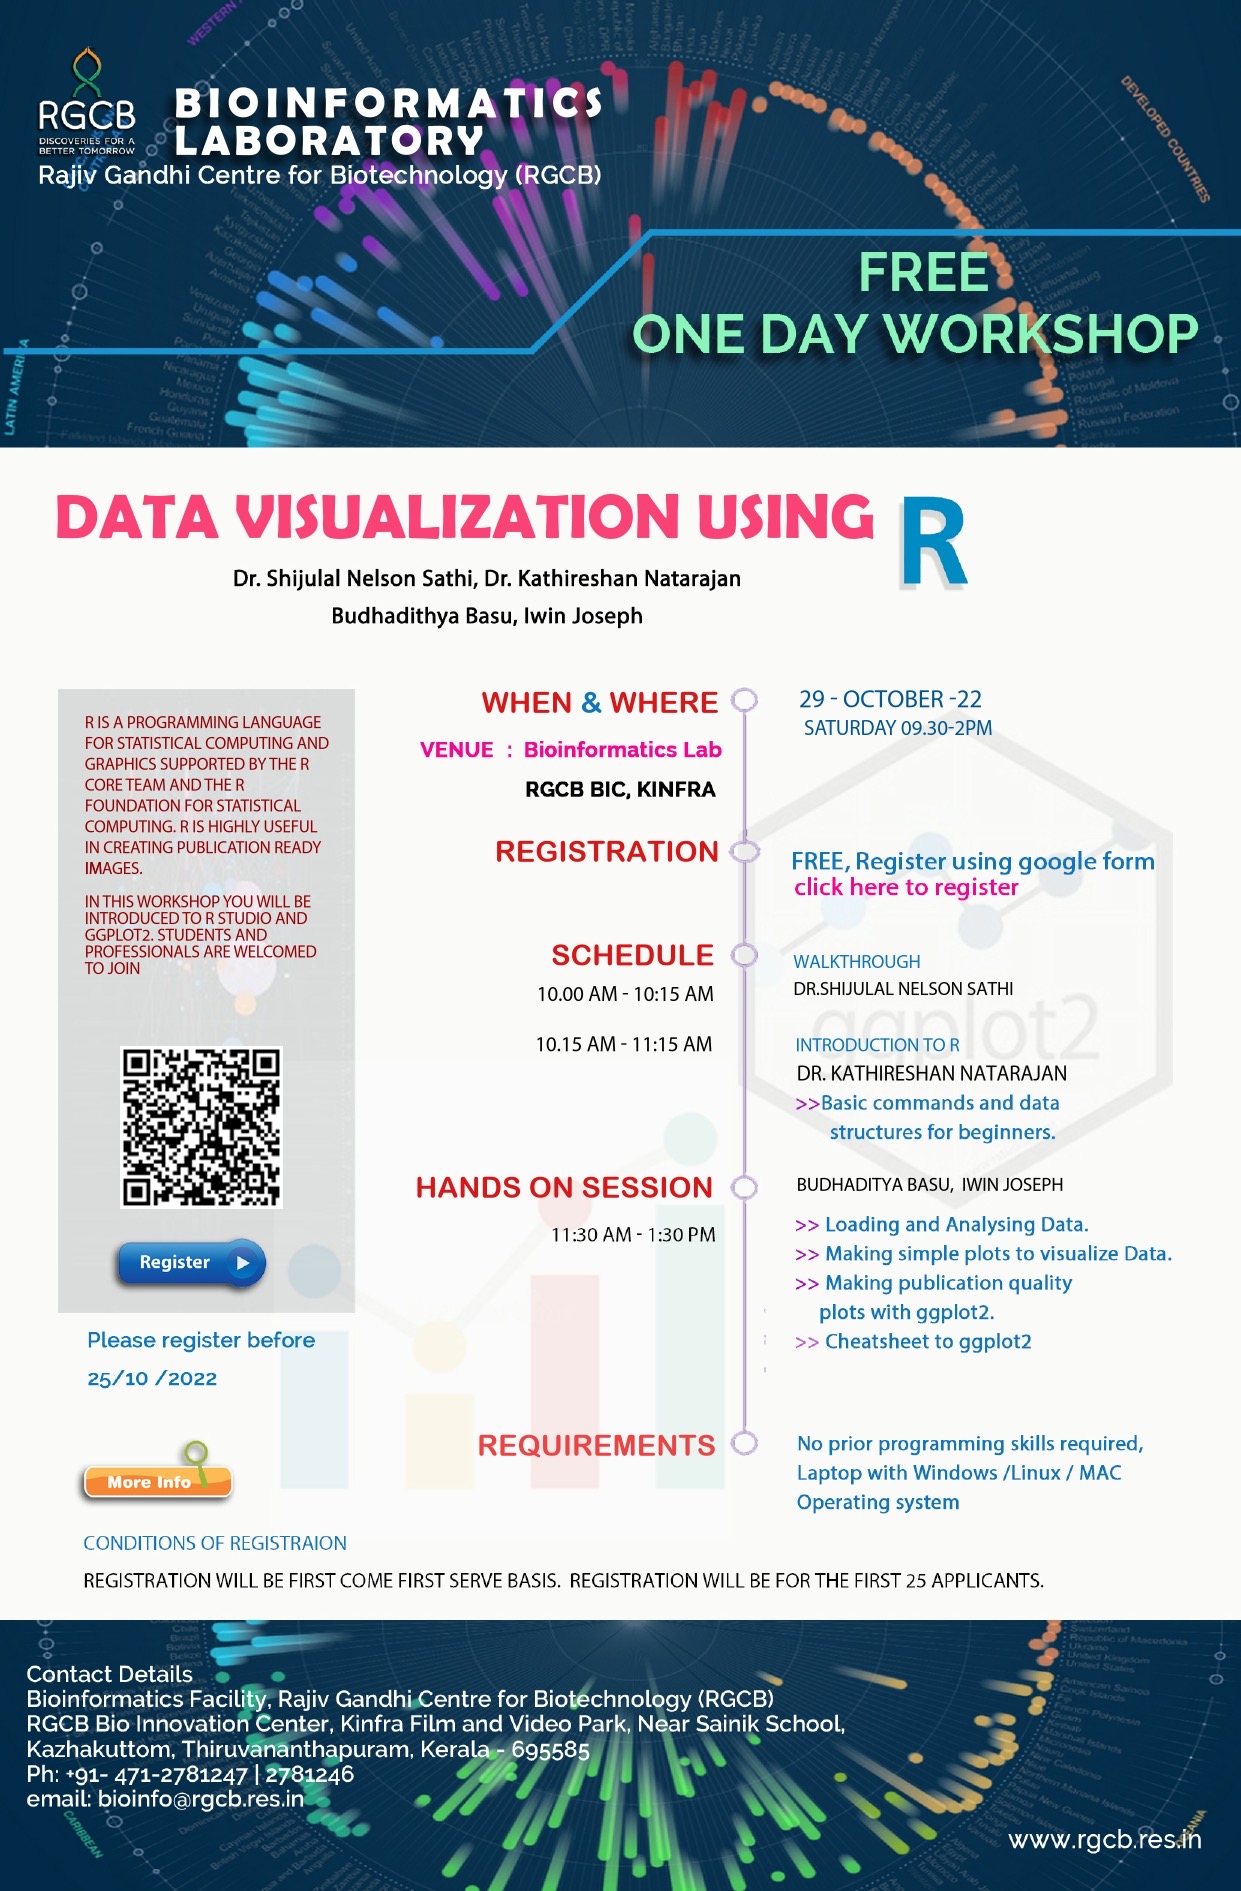 RGCB
DISCOVERIES FOR A
BETTER TOMORROW
BIOINFORMATICS
LABORATORY
Rajiv Gandhi Centre for Biotechnology (RGCB)
DEVELOPED COUNTRIES
LATIN AMERICA
FREE
ONE DAY WORKSHOP
DATA VISUALIZATION USING R
Dr. Shijulal Nelson Sathi, Dr. Kathireshan Natarajan
Budhadithya Basu, Iwin Joseph
R IS A PROGRAMMING LANGUAGE
FOR STATISTICAL COMPUTING AND
GRAPHICS SUPPORTED BY THE R
CORE TEAM AND THE R
FOUNDATION FOR STATISTICAL
COMPUTING. R IS HIGHLY USEFUL
IN CREATING PUBLICATION READY
IMAGES.
IN THIS WORKSHOP YOU WILL BE
INTRODUCED TO R STUDIO AND
GGPLOT2. STUDENTS AND
PROFESSIONALS ARE WELCOMED
TO JOIN
Register
Please register before
25/10 /2022
More Info
WHEN & WHERE
29 - OCTOBER -22
SATURDAY 09.30-2PM
VENUE : Bioinformatics Lab
RGCB BIC, KINFRA
REGISTRATION
FREE, Register using google form
click here to register
SCHEDULE
10.00 AM - 10:15 AM
WALKTHROUGH
DR.SHIJULAL NELSON SATHI
ggplot2
10.15 AM - 11:15 AM
INTRODUCTION TO R
DR. KATHIRESHAN NATARAJAN
>>Basic commands and data
structures for beginners.
HANDS ON SESSION
11:30 AM - 1:30 PM
BUDHADITYA BASU, IWIN JOSEPH
>> Loading and Analysing Data.
>> Making simple plots to visualize Data.
>> Making publication quality
plots with ggplot2.
>> Cheatsheet to ggplot2
REQUIREMENTS
No prior programming skills required,
Laptop with Windows /Linux / MAC
Operating system
CONDITIONS OF REGISTRAION
REGISTRATION WILL BE FIRST COME FIRST SERVE BASIS. REGISTRATION WILL BE FOR THE FIRST 25 APPLICANTS.
Contact Details
Bioinformatics Facility, Rajiv Gandhi Centre for Biotechnology (RGCB)
RGCB Bio Innovation Center, Kinfra Film and Video Park, Near Sainik School,
Kazhakuttom, Thiruvananthapuram, Kerala - 695585
Ph: +91- 471-2781247 | 2781246
email: bioinfo@rgcb.res.in
CARIBBEAN
www.rgcb.res.in